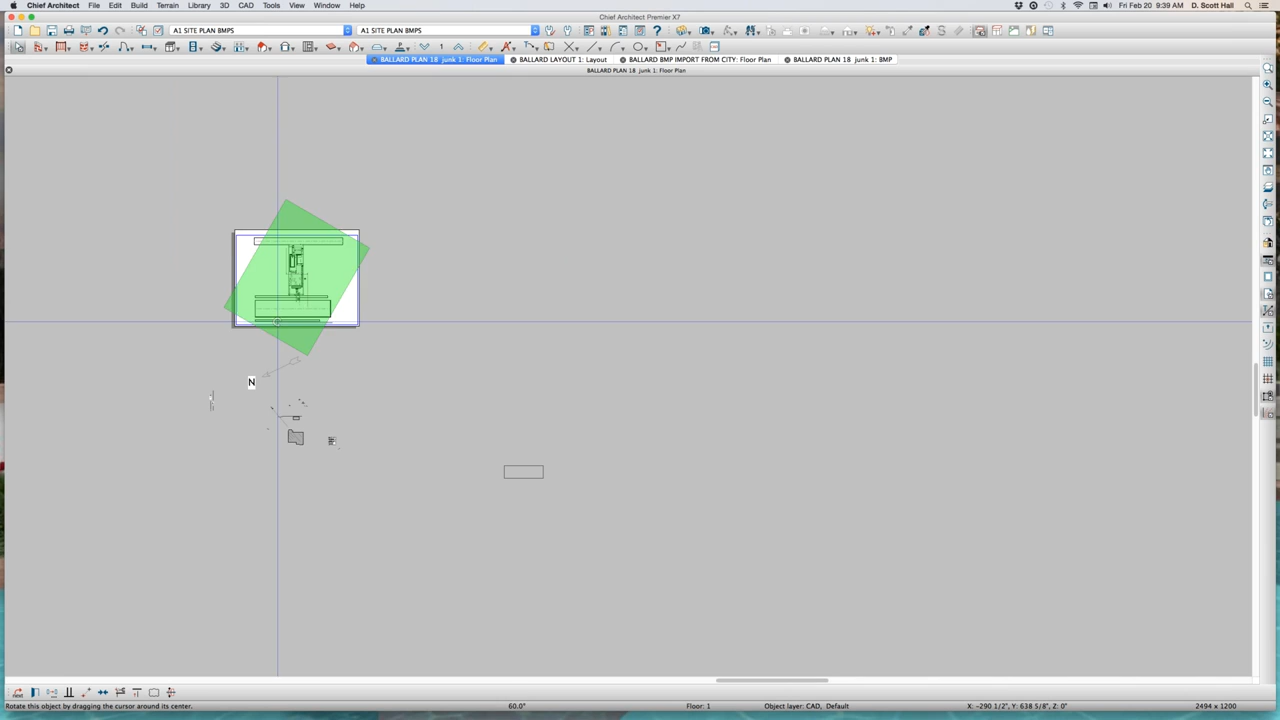 Chief Architect File Edit Build Terrain Library 3D CAD Tools View Window Help Fri Feb 20 9:39 AM D. Scott Hall
Chief Architect Premier X7
A1 SITE PLAN BMPS A1 SITE PLAN BMPS
BALLARD PLAN 18 junk 1: Floor Plan BALLARD LAYOUT 1: Layout BALLARD BMP IMPORT FROM CITY: Floor Plan BALLARD PLAN 18 junk 1: BMP
BALLARD PLAN 18 junk 1: Floor Plan
N
next
Rotate this object by dragging the cursor around its center. 60.0° Floor: 1 Object layer: CAD, Default X: -290 1/2", Y: 638 5/8", Z: 0" 2494 x 1200